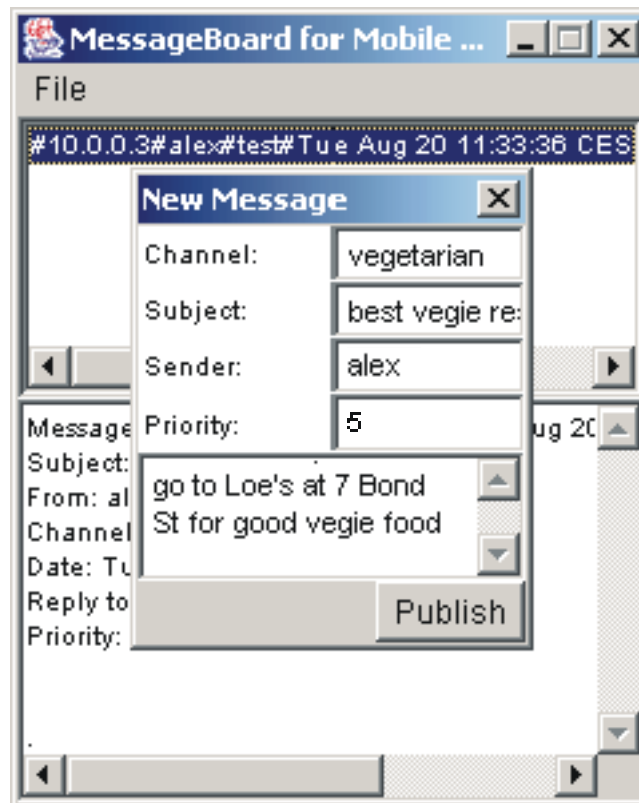 MessageBoard for Mobile ...
File
#10.0.0.3#alex#test#Tue Aug 20 11:33:36 CES
New Message
Channel: vegetarian
Subject: best vegie re
Sender: alex
Priority: 5
go to Loe's at 7 Bond
St for good vegie food
Publish
Message ug 20
Subject:
From: al
Channel
Date: Tu
Reply to
Priority:
.